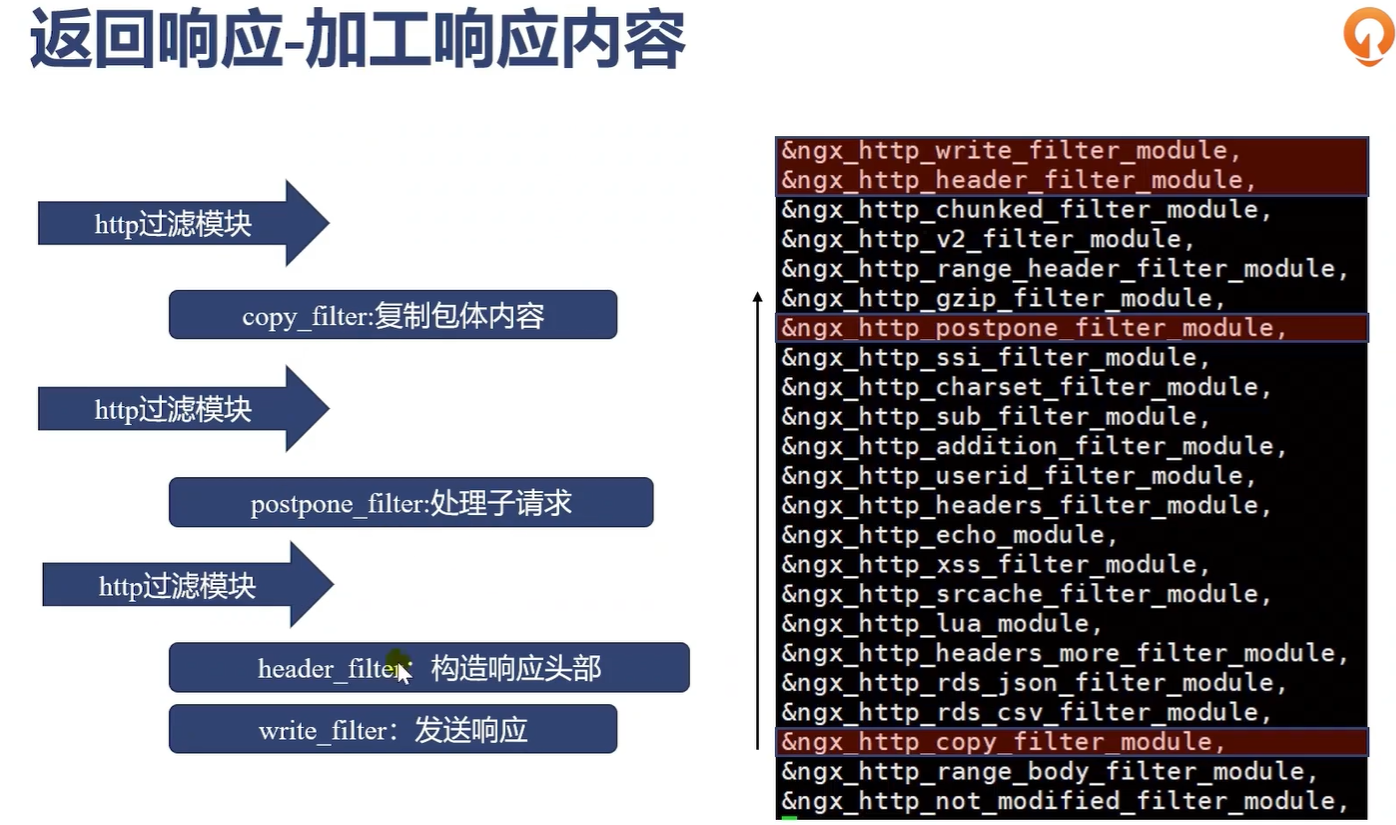 返回响应-加工响应内容
http过滤模块
copy_filter:复制包体内容
http过滤模块
postpone_filter:处理子请求
http过滤模块
header_filter：构造响应头部
write_filter：发送响应
&ngx_http_write_filter_module,
&ngx_http_header_filter_module,
&ngx_http_chunked_filter_module,
&ngx_http_v2_filter_module,
&ngx_http_range_header_filter_module,
&ngx_http_gzip_filter_module,
&ngx_http_postpone_filter_module,
&ngx_http_ssi_filter_module,
&ngx_http_charset_filter_module,
&ngx_http_sub_filter_module,
&ngx_http_addition_filter_module,
&ngx_http_userid_filter_module,
&ngx_http_headers_filter_module,
&ngx_http_echo_module,
&ngx_http_xss_filter_module,
&ngx_http_srcache_filter_module,
&ngx_http_lua_module,
&ngx_http_headers_more_filter_module,
&ngx_http_rds_json_filter_module,
&ngx_http_rds_csv_filter_module,
&ngx_http_copy_filter_module,
&ngx_http_range_body_filter_module,
&ngx_http_not_modified_filter_module,